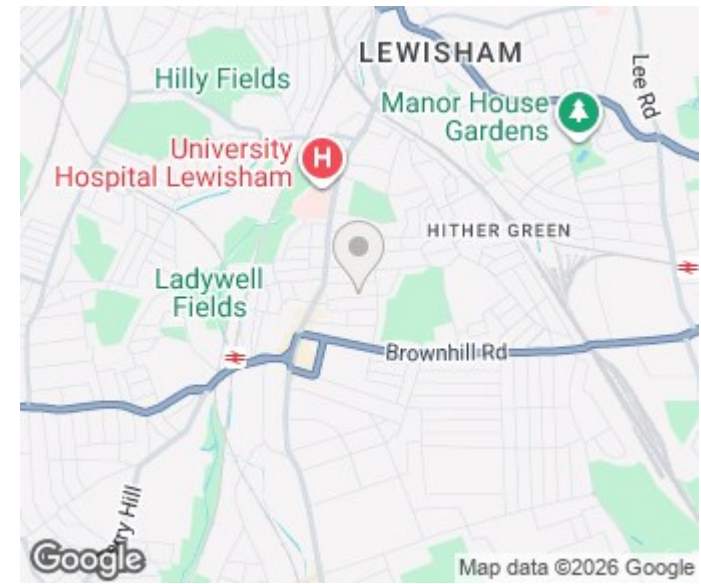 LEWISHAM
Hilly Fields
Lee Rd
Manor House
Gardens
University
Hospital Lewisham
H
HITHER GREEN
Ladywell
Fields
Brownhill Rd
Perry Hill
Google
Map data ©2026 Google